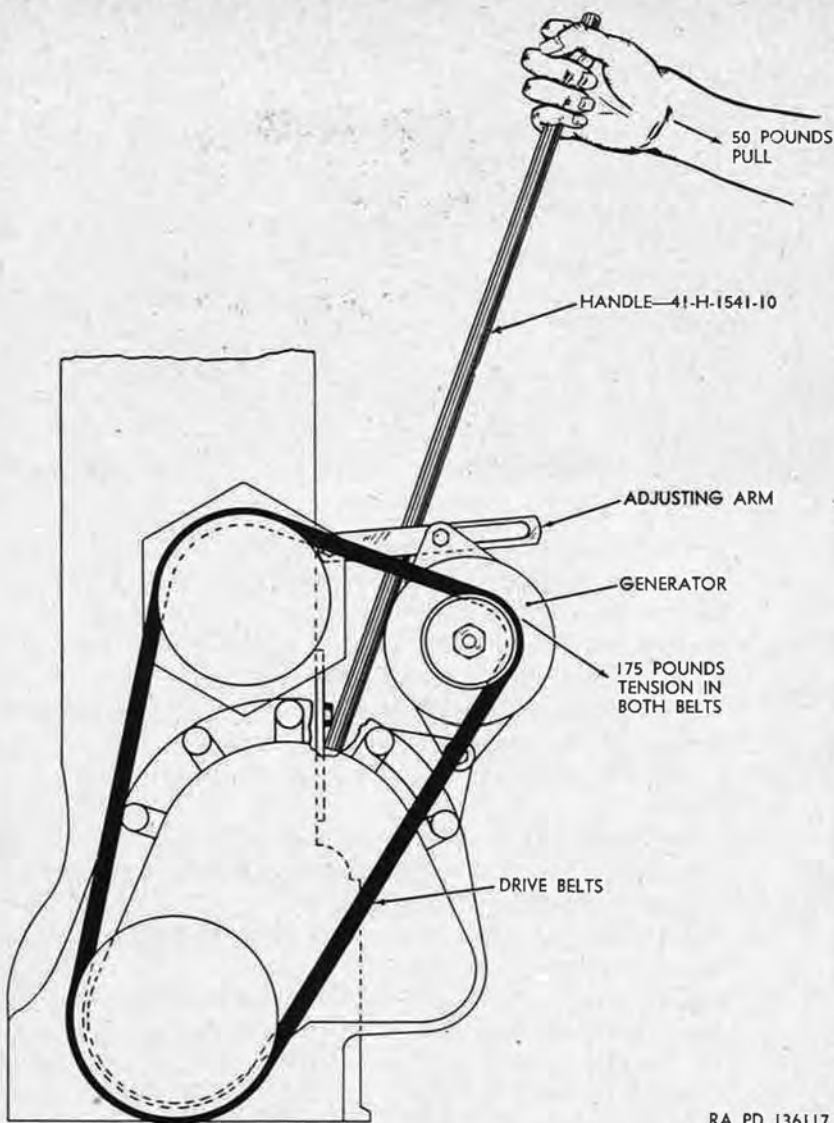 50 POUNDS
PULL
HANDLE—41-H-1541-10
ADJUSTING ARM
GENERATOR
175 POUNDS
TENSION IN
BOTH BELTS
DRIVE BELTS
RA PD 136117